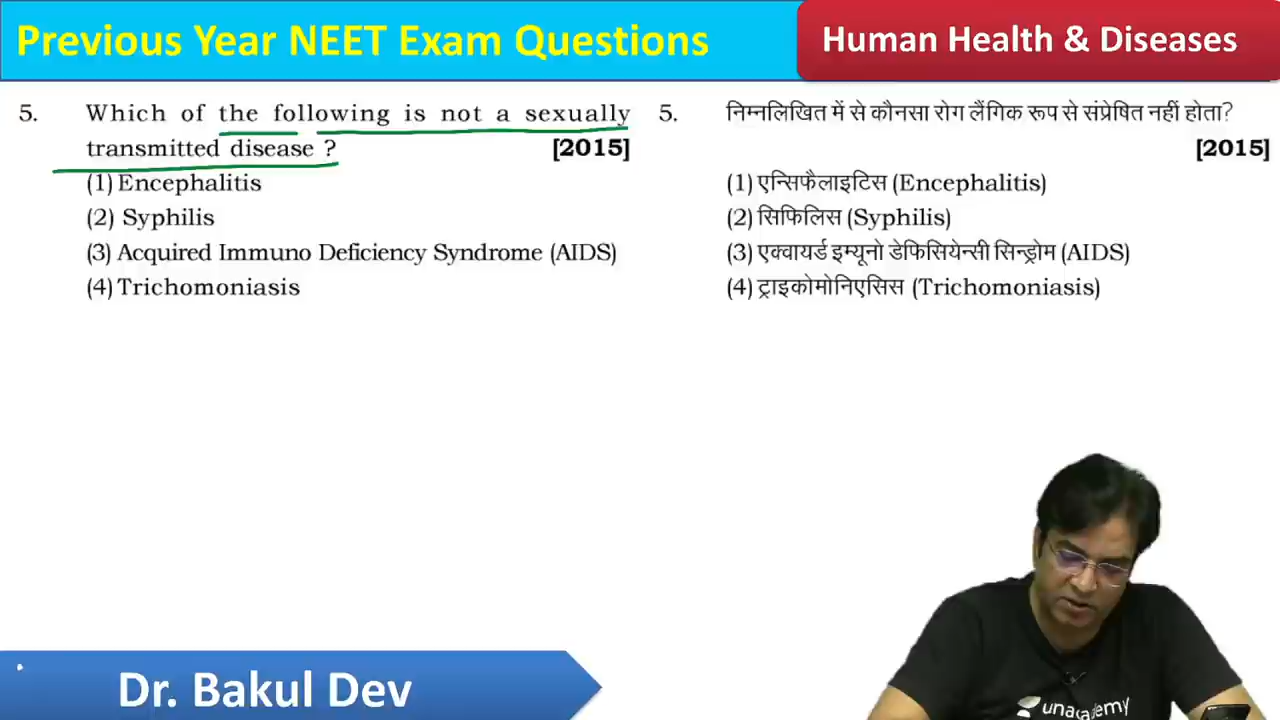 Previous Year NEET Exam Questions
Human Health & Diseases
5. Which of the following is not a sexually
transmitted disease ? [2015]
(1) Encephalitis
(2) Syphilis
(3) Acquired Immuno Deficiency Syndrome (AIDS)
(4) Trichomoniasis
5. निम्नलिखित में से कौनसा रोग लैंगिक रूप से संप्रेषित नहीं होता?
[2015]
(1) एन्सिफैलाइटिस (Encephalitis)
(2) सिफिलिस (Syphilis)
(3) एक्वायर्ड इम्यूनो डेफिसियेन्सी सिन्ड्रोम (AIDS)
(4) ट्राइकोमोनिएसिस (Trichomoniasis)
Dr. Bakul Dev
unacademy